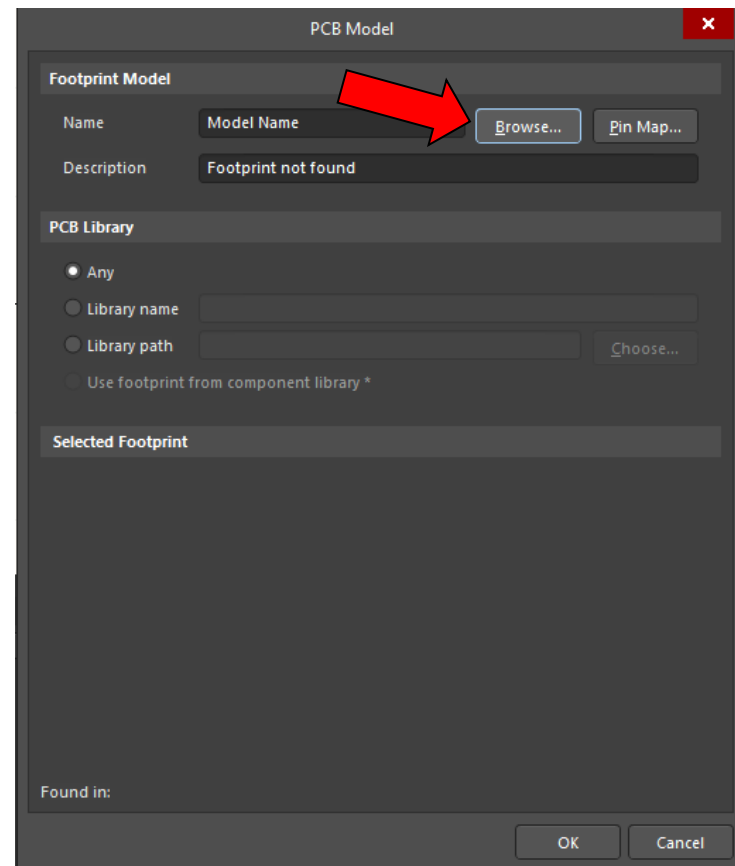 PCB Model
Footprint Model
Name Model Name Browse... Pin Map...
Description Footprint not found
PCB Library
Any
Library name
Library path Choose...
Use footprint from component library *
Selected Footprint
Found in:
OK Cancel